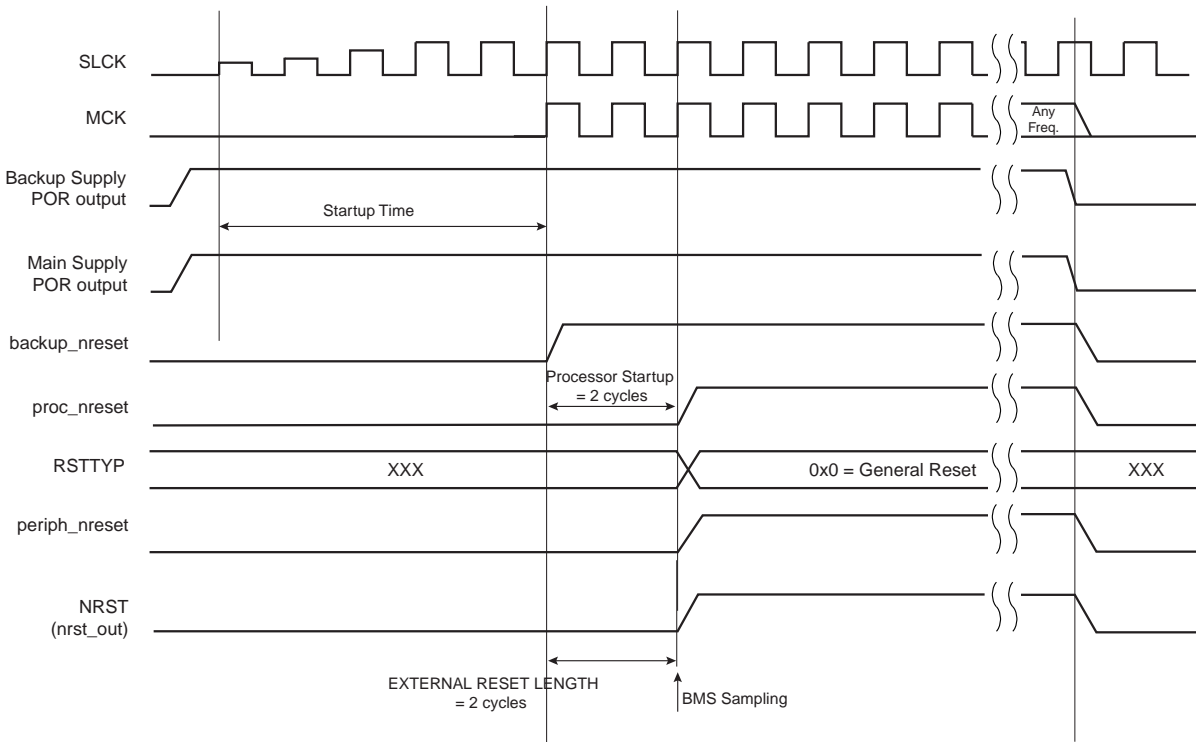 SLCK
MCK
Any
Freq.
Backup Supply
POR output
Startup Time
Main Supply
POR output
backup_nreset
Processor Startup
= 2 cycles
proc_nreset
RSTTYP
XXX
0x0 = General Reset
XXX
periph_nreset
NRST
(nrst_out)
EXTERNAL RESET LENGTH
= 2 cycles
BMS Sampling